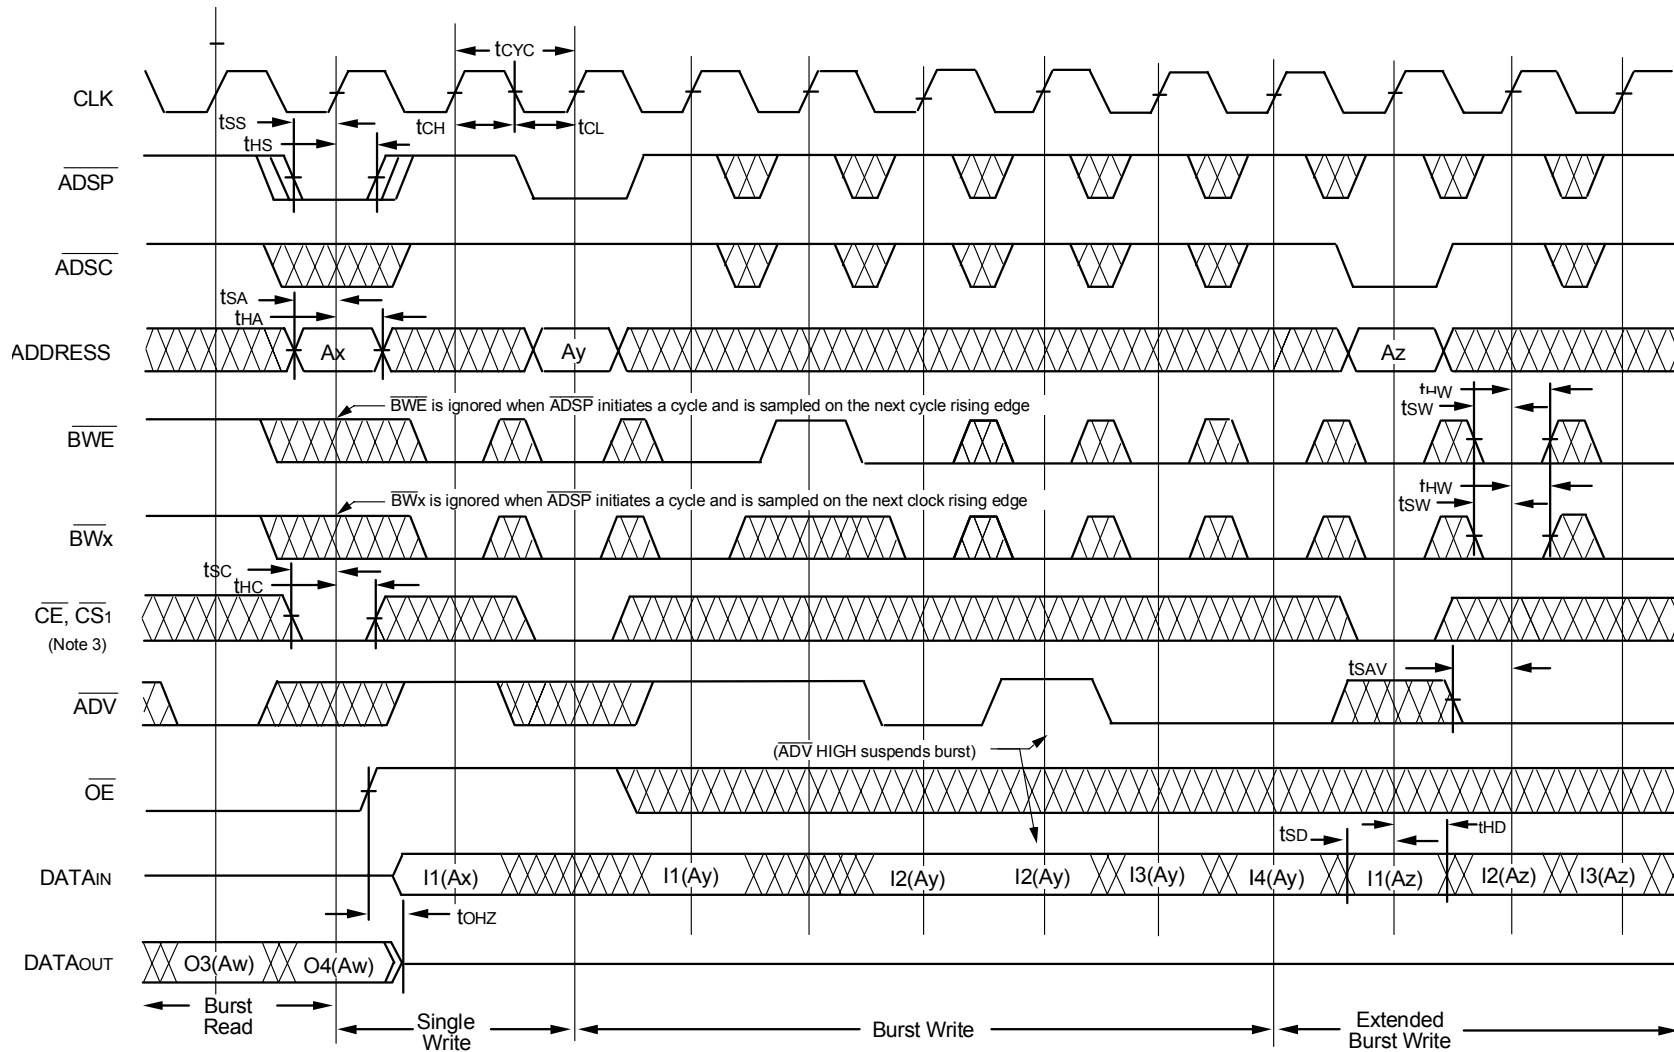 tCYC
CLK
tSS
tCH
tCL
tHS
ADSP
ADSC
tSA
tHA
ADDRESS
Ax
Ay
Az
BWE is ignored when ADSP initiates a cycle and is sampled on the next cycle rising edge
tHW
tSW
BWE
BWx is ignored when ADSP initiates a cycle and is sampled on the next clock rising edge
tHW
tSW
BWx
tSC
tHC
CE, CS1
(Note 3)
tSAV
ADV
(ADV HIGH suspends burst)
OE
tSD
tHD
DATAIN
I1(Ax)
I1(Ay)
I2(Ay)
I2(Ay)
I3(Ay)
I4(Ay)
I1(Az)
I2(Az)
I3(Az)
tOHZ
DATAOUT
O3(Aw)
O4(Aw)
Burst
Read
Single
Write
Burst Write
Extended
Burst Write